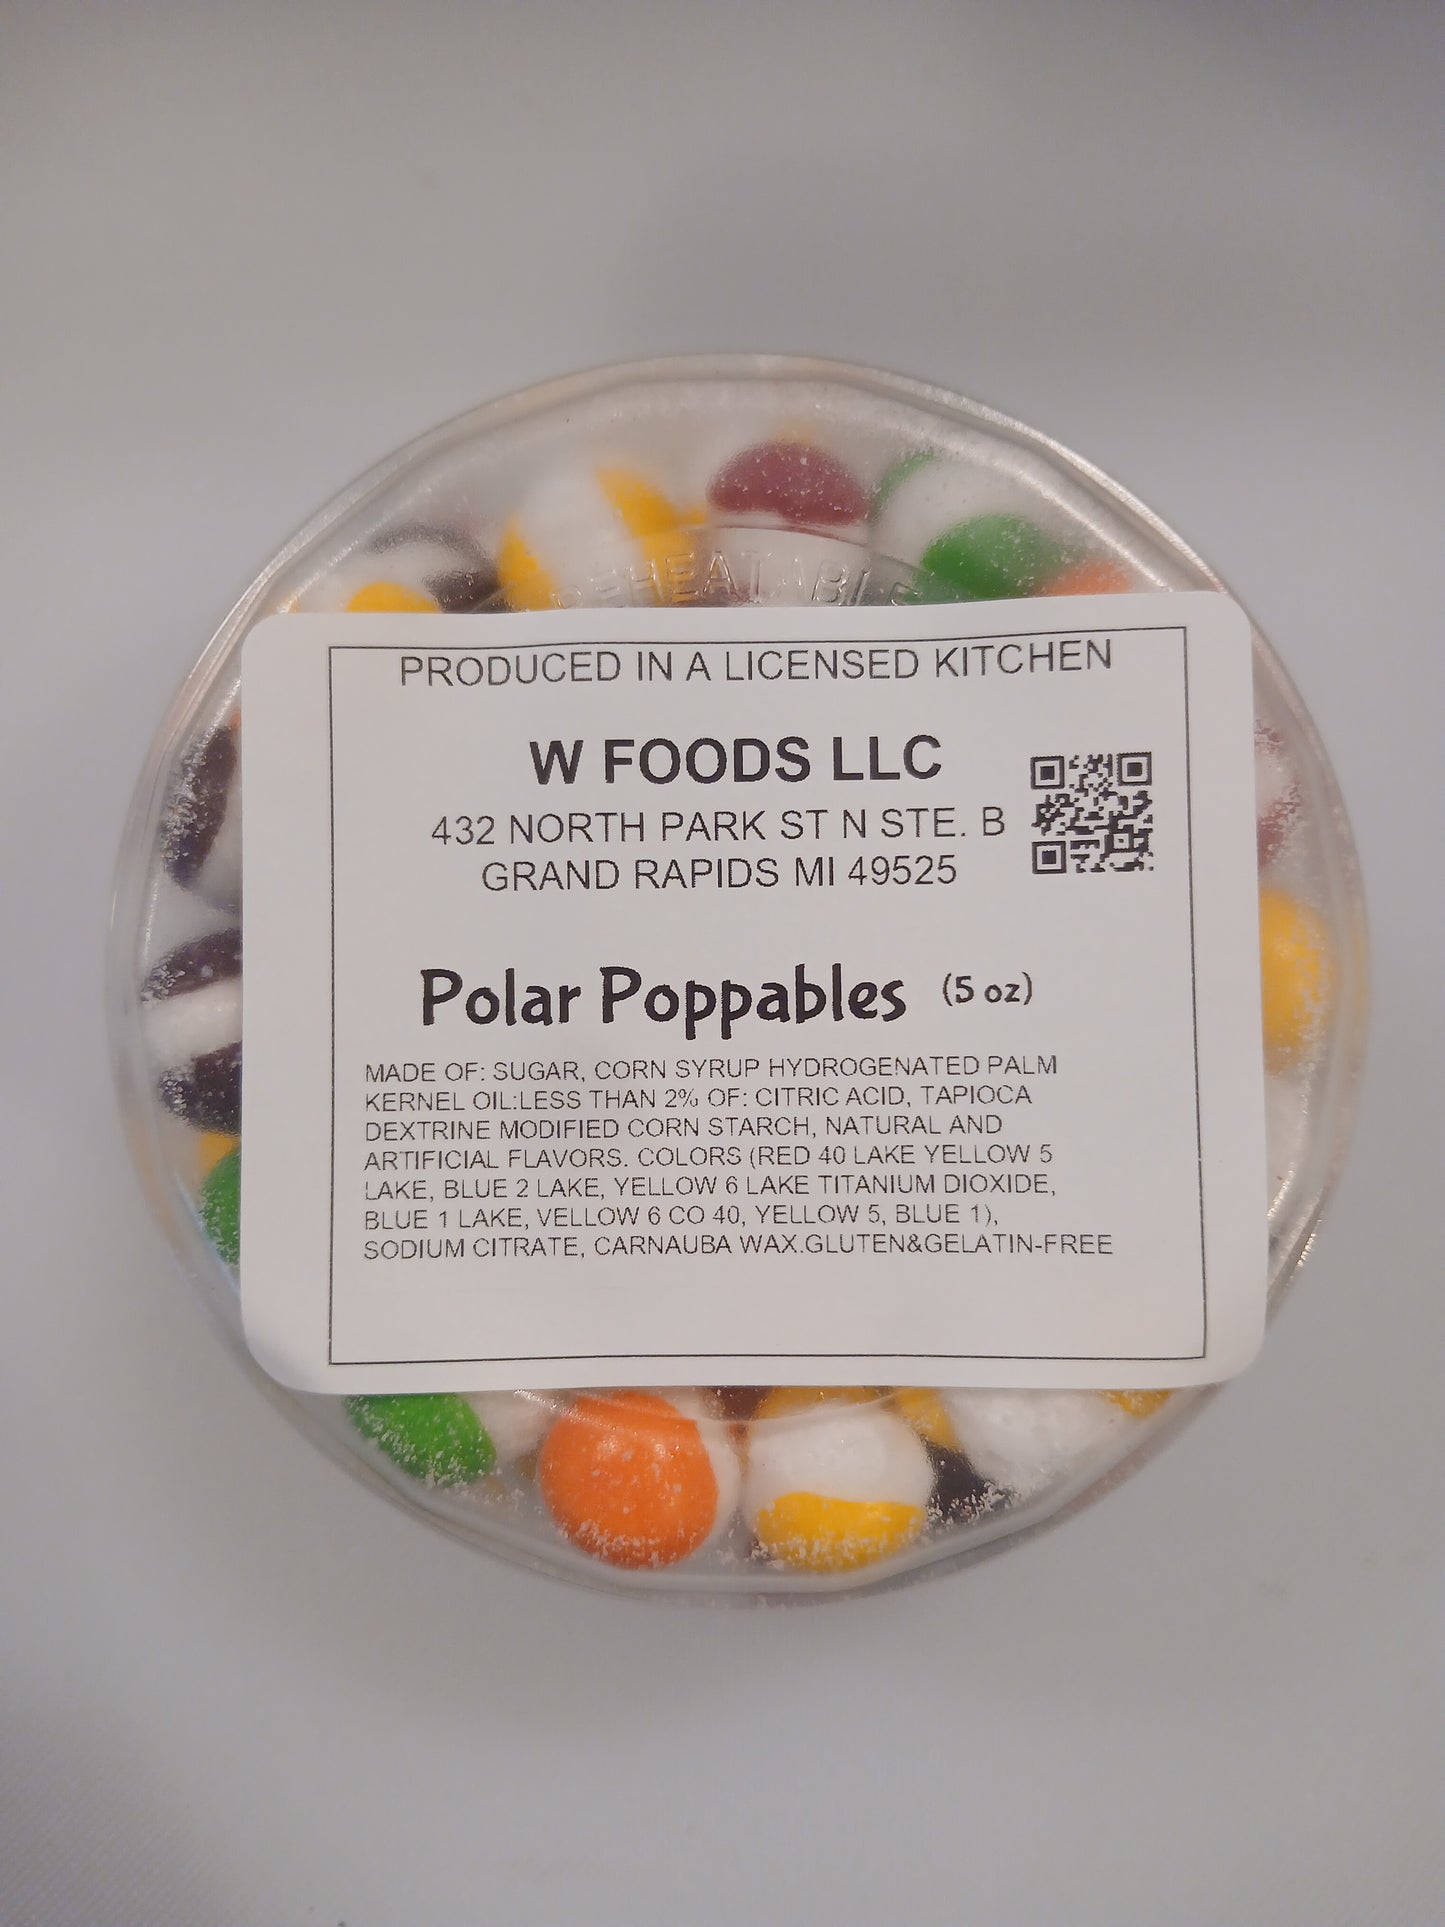 REHEATABLE
PRODUCED IN A LICENSED KITCHEN
W FOODS LLC
432 NORTH PARK ST N STE. B
GRAND RAPIDS MI 49525
Polar Poppables (5 oz)
MADE OF: SUGAR, CORN SYRUP HYDROGENATED PALM
KERNEL OIL:LESS THAN 2% OF: CITRIC ACID, TAPIOCA
DEXTRINE MODIFIED CORN STARCH, NATURAL AND
ARTIFICIAL FLAVORS. COLORS (RED 40 LAKE YELLOW 5
LAKE, BLUE 2 LAKE, YELLOW 6 LAKE TITANIUM DIOXIDE,
BLUE 1 LAKE, VELLOW 6 CO 40, YELLOW 5, BLUE 1),
SODIUM CITRATE, CARNAUBA WAX.GLUTEN&GELATIN-FREE